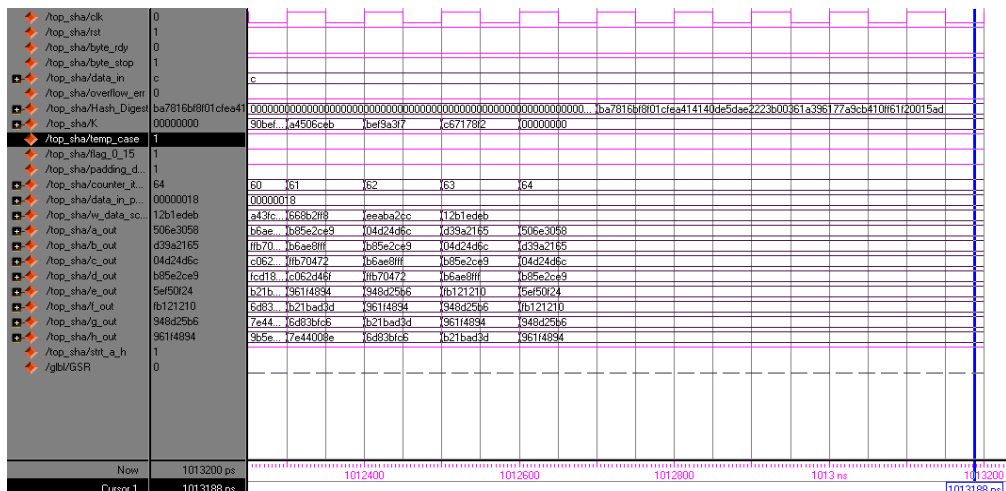 /top_sha/clk 0
/top_sha/rst 1
/top_sha/byte_rdy 0
/top_sha/byte_stop 1
/top_sha/data_in c c
/top_sha/overflow_err 0
/top_sha/Hash_Digest ba7816bf8f01cfea41 0000000000000000000000000000000000000000000000000000000000... ba7816bf8f01cfea414140de5dae2223b00361a396177a9cb410ff61f20015ad
/top_sha/K 00000000 90bef... a4506ceb bef9a3f7 c67178f2 00000000
/top_sha/temp_case 1
/top_sha/flag_0_15 1
/top_sha/padding_d... 1
/top_sha/counter_it... 64 60 61 62 63 64
/top_sha/data_in_p... 00000018 00000018
/top_sha/w_data_sc... 12b1edeb a43fc... 668b2ff8 eeaba2cc 12b1edeb
/top_sha/a_out 506e3058 b6ae... b85e2ce9 04d24d6c d39a2165 506e3058
/top_sha/b_out d39a2165 ffb70... b6ae8fff b85e2ce9 04d24d6c d39a2165
/top_sha/c_out 04d24d6c c062... ffb70472 b6ae8fff b85e2ce9 04d24d6c
/top_sha/d_out b85e2ce9 fcd18... c062d46f ffb70472 b6ae8fff b85e2ce9
/top_sha/e_out 5ef50f24 b21b... 961f4894 948d25b6 fb121210 5ef50f24
/top_sha/f_out fb121210 6d83... b21bad3d 961f4894 948d25b6 fb121210
/top_sha/g_out 948d25b6 7e44... 6d83bfc6 b21bad3d 961f4894 948d25b6
/top_sha/h_out 961f4894 9b5e... 7e44008e 6d83bfc6 b21bad3d 961f4894
/top_sha/strt_a_h 1
/glbl/GSR 0
Now 1013200 ps 1012400 1012600 1012800 1013 ns 1013200
Cursor 1 1013188 ps 1013188 ps